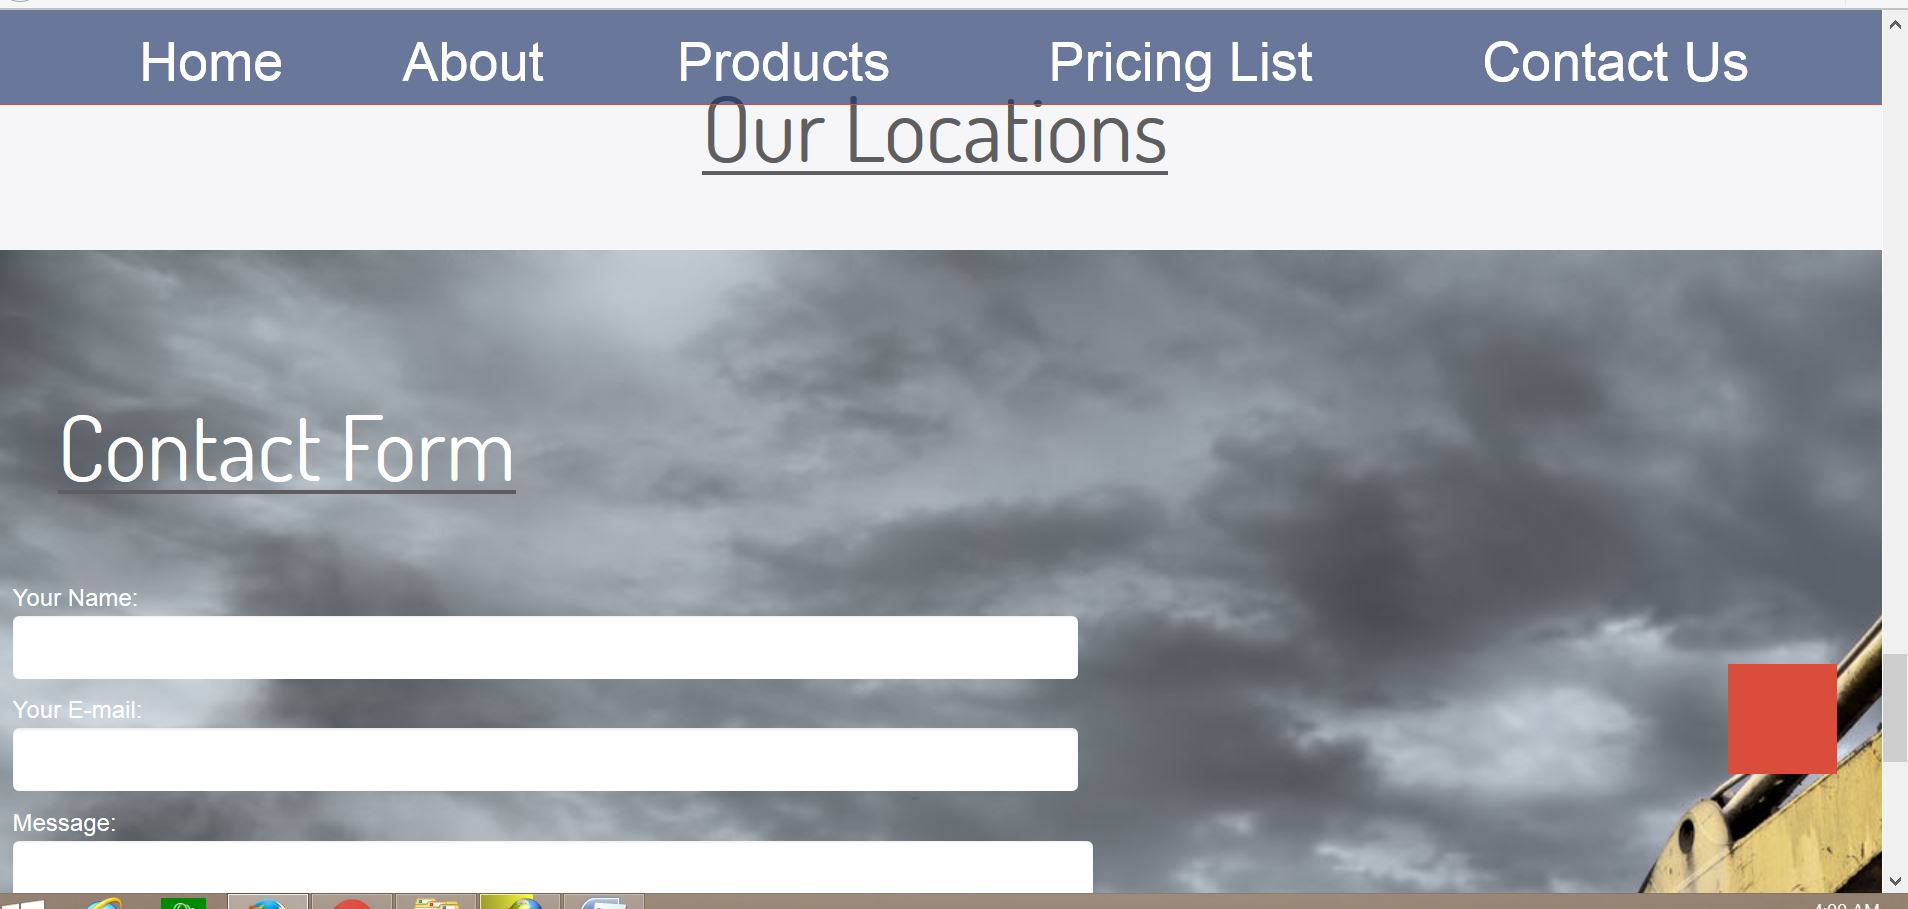 Home About Products Pricing List Contact Us
Our Locations
Contact Form
Your Name:
Your E-mail:
Message: